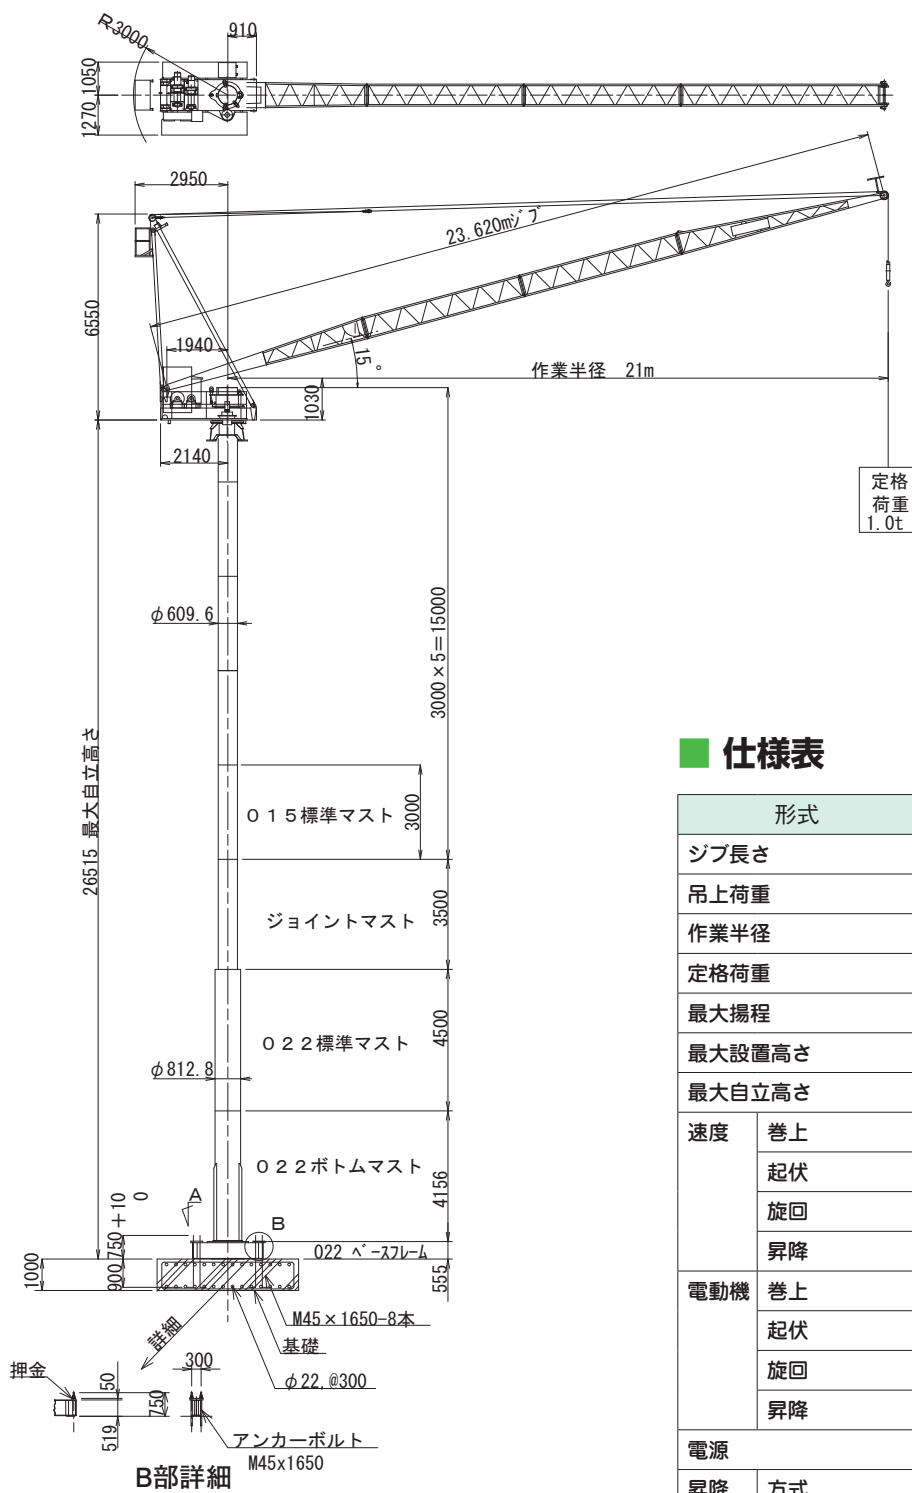 R3000
910
1050
1270
2950
23.620mジブ
6550
1940
15°
作業半径 21m
1030
2140
定格
荷重
1.0t
φ609.6
3000×5=15000
26515 最大自立高さ
015標準マスト
3000
ジョイントマスト
3500
022標準マスト
4500
φ812.8
022ボトムマスト
4156
A
B
750+10
0
022 ベースフレーム
555
1000
900
M45×1650-8本
基礎
φ22,@300
詳細
押金
50
519
300
750
アンカーボルト
M45x1650
B部詳細
■ 仕様表
形式
ジブ長さ
吊上荷重
作業半径
定格荷重
最大揚程
最大設置高さ
最大自立高さ
速度 巻上
起伏
旋回
昇降
電動機 巻上
起伏
旋回
昇降
電源
昇降 方式